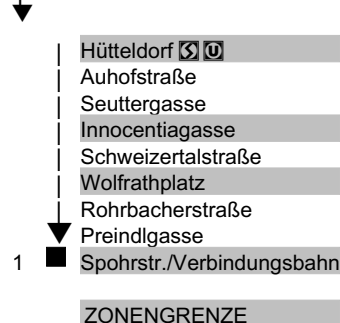 Hütteldorf S U
Auhofstraße
Seuttergasse
Innocentiagasse
Schweizertalstraße
Wolfrathplatz
Rohrbacherstraße
Preindlgasse
1 Spohrstr./Verbindungsbahn
ZONENGRENZE